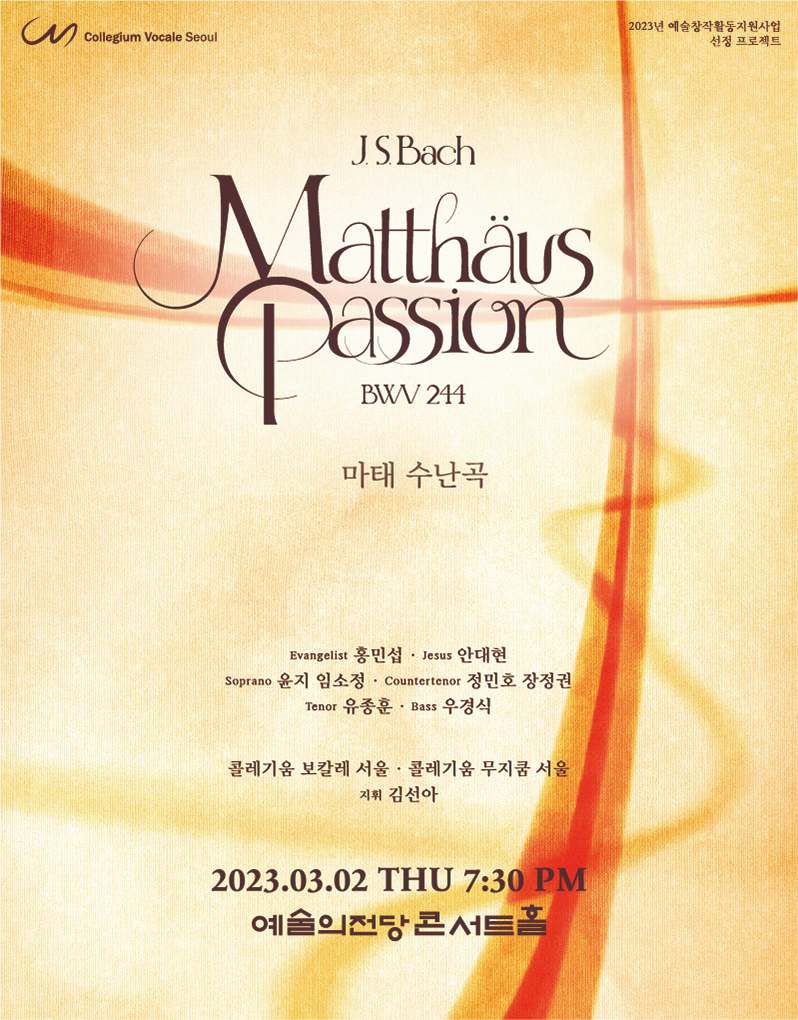 Collegium Vocale Seoul
2023년 예술창작활동지원사업
선정 프로젝트
J. S. Bach
Matthäus
Passion
BWV 244
마태 수난곡
Evangelist 홍민섭 · Jesus 안대현
Soprano 윤지 임소정 · Countertenor 정민호 장정권
Tenor 유종훈 · Bass 우경식
콜레기움 보칼레 서울 · 콜레기움 무지쿰 서울
지휘 김선아
2023.03.02 THU 7:30 PM
예술의전당 콘서트홀